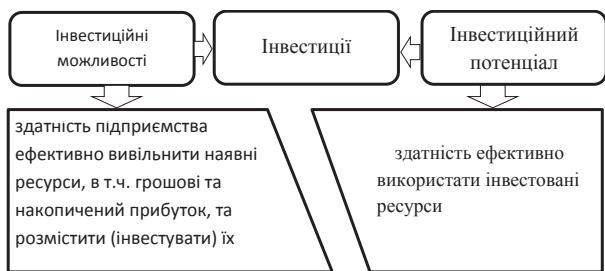 Інвестиційні
можливості
Інвестиції
Інвестиційний
потенціал
здатність підприємства
ефективно вивільнити наявні
ресурси, в т.ч. грошові та
накопичений прибуток, та
розмістити (інвестувати) їх
здатність ефективно
використати інвестовані
ресурси